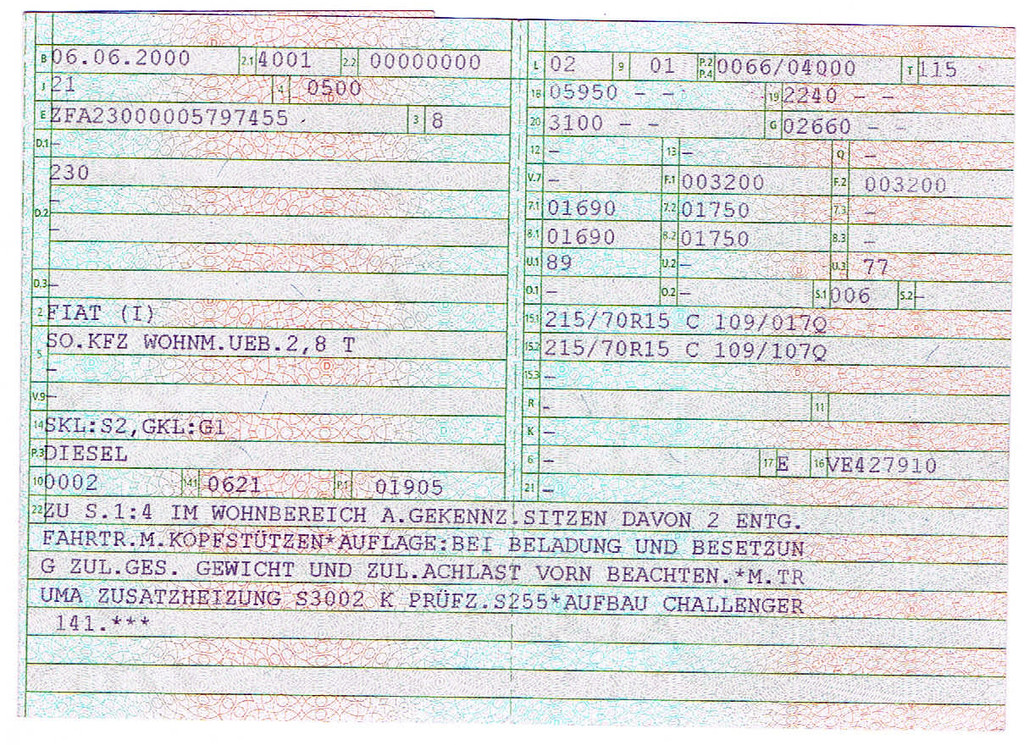 B 06.06.2000 2.1 4001 2.2 00000000
J 21 4 0500
E ZFA23000005797455 3 8
D.1 –
230
–
D.2
–
D.3 –
2 FIAT (I)
SO.KFZ WOHNM.UEB.2,8 T
5
–
V.9 –
14 SKL:S2,GKL:G1
P.3 DIESEL
10 0002 14.1 0621 P.1 01905
L 02 9 01 P.2 P.4 0066/04000 T 115
18 05950 – – 19 2240 – –
20 3100 – – G 02660 – –
12 – 13 – Q –
V.7 – F.1 003200 F.2 003200
7.1 01690 7.2 01750 7.3 –
8.1 01690 8.2 01750 8.3 –
U.1 89 U.2 – U.3 77
O.1 – O.2 – S.1 006 S.2 –
15.1 215/70R15 C 109/017Q
15.2 215/70R15 C 109/107Q
15.3 –
R – 11
K –
6 – 17 E 16 VE427910
21 –
22 ZU S.1:4 IM WOHNBEREICH A.GEKENNZ.SITZEN DAVON 2 ENTG.
FAHRTR.M.KOPFSTÜTZEN*AUFLAGE:BEI BELADUNG UND BESETZUN
G ZUL.GES. GEWICHT UND ZUL.ACHLAST VORN BEACHTEN.*M.TR
UMA ZUSATZHEIZUNG S3002 K PRÜFZ.S255*AUFBAU CHALLENGER
141.***